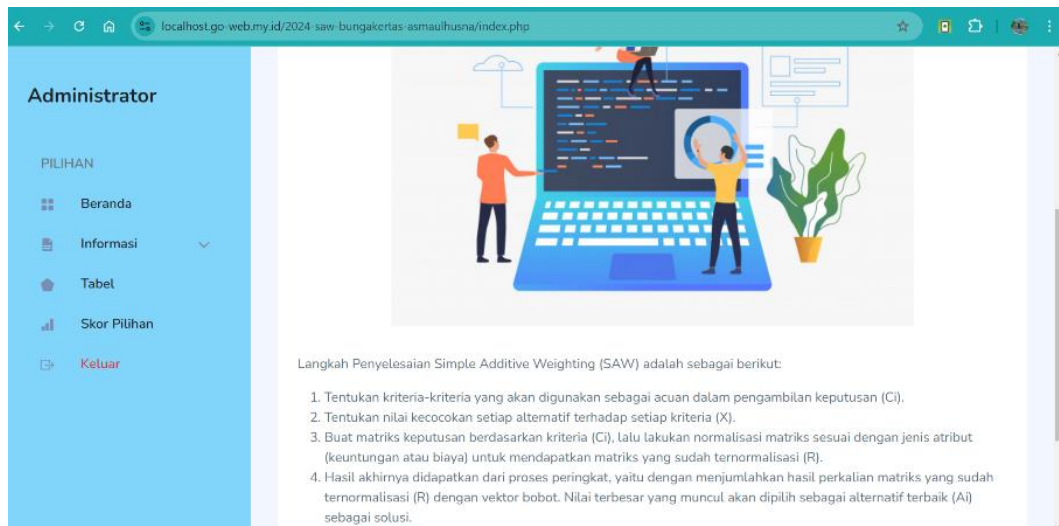 localhost.go-web.my.id/2024-saw-bungakertas-asmaulhusna/index.php
Administrator
PILIHAN
Beranda
Informasi
Tabel
Skor Pilihan
Keluar
Langkah Penyelesaian Simple Additive Weighting (SAW) adalah sebagai berikut:
1. Tentukan kriteria-kriteria yang akan digunakan sebagai acuan dalam pengambilan keputusan (Ci).
2. Tentukan nilai kecocokan setiap alternatif terhadap setiap kriteria (X).
3. Buat matriks keputusan berdasarkan kriteria (Ci), lalu lakukan normalisasi matriks sesuai dengan jenis atribut
(keuntungan atau biaya) untuk mendapatkan matriks yang sudah ternormalisasi (R).
4. Hasil akhirnya didapatkan dari proses peringkat, yaitu dengan menjumlahkan hasil perkalian matriks yang sudah
ternormalisasi (R) dengan vektor bobot. Nilai terbesar yang muncul akan dipilih sebagai alternatif terbaik (Ai)
sebagai solusi.